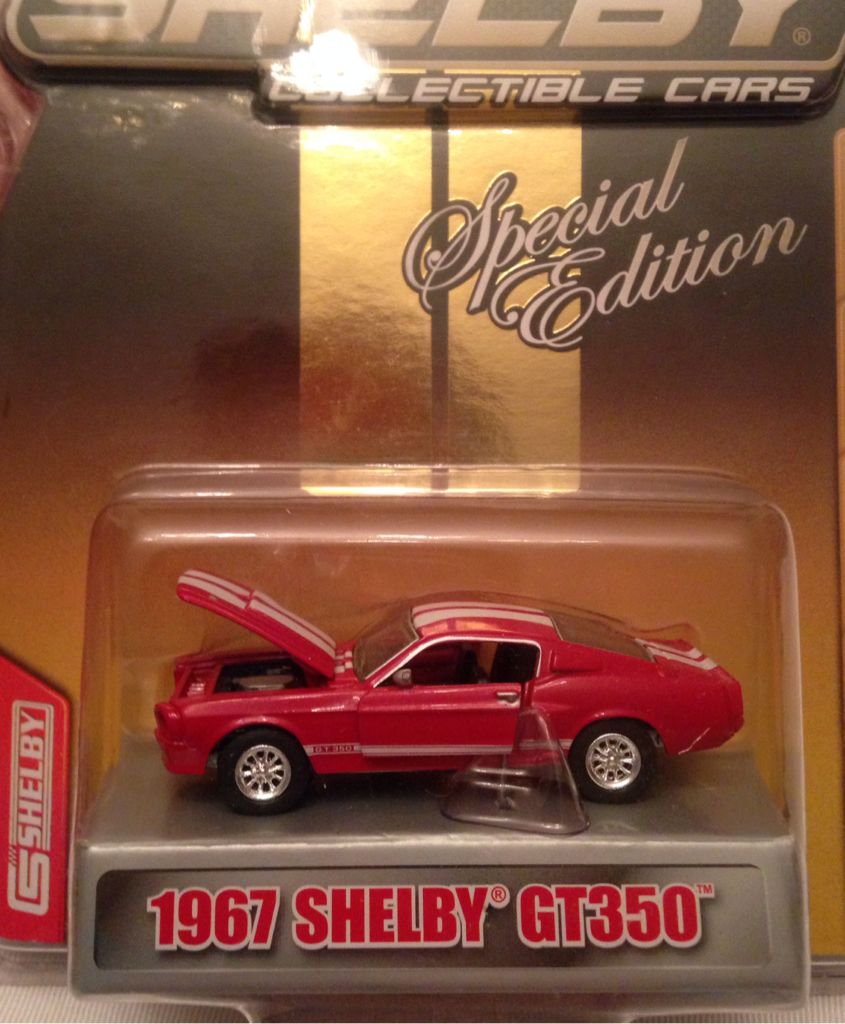 SHELBY®
COLLECTIBLE CARS
Special
Edition
GT 350
SHELBY
1967 SHELBY® GT350™